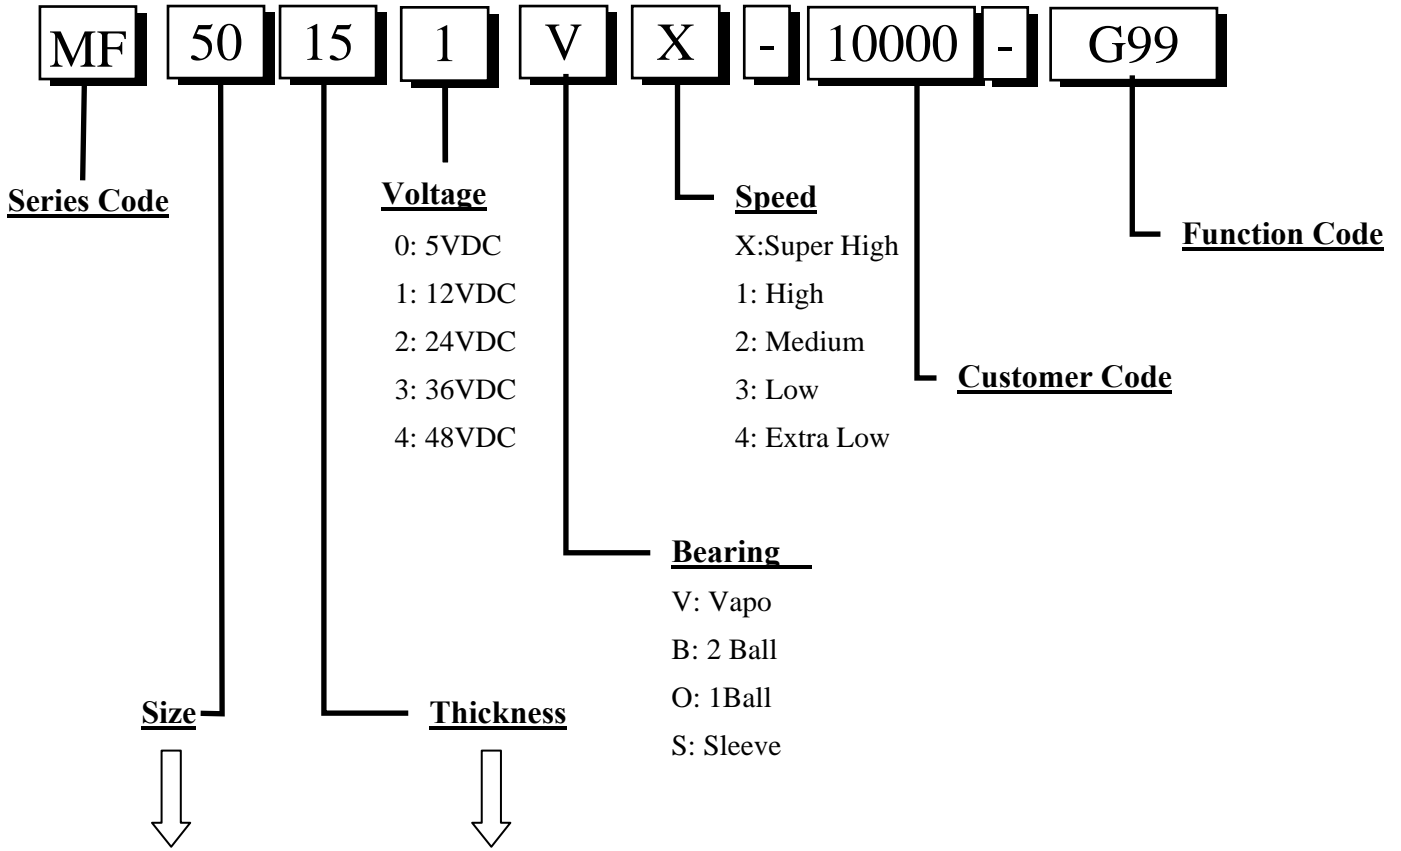 MF 50 15 1 V X - 10000 - G99
Series Code
Voltage
0: 5VDC
1: 12VDC
2: 24VDC
3: 36VDC
4: 48VDC
Speed
X:Super High
1: High
2: Medium
3: Low
4: Extra Low
Function Code
Customer Code
Bearing
V: Vapo
B: 2 Ball
O: 1Ball
S: Sleeve
Size
Thickness